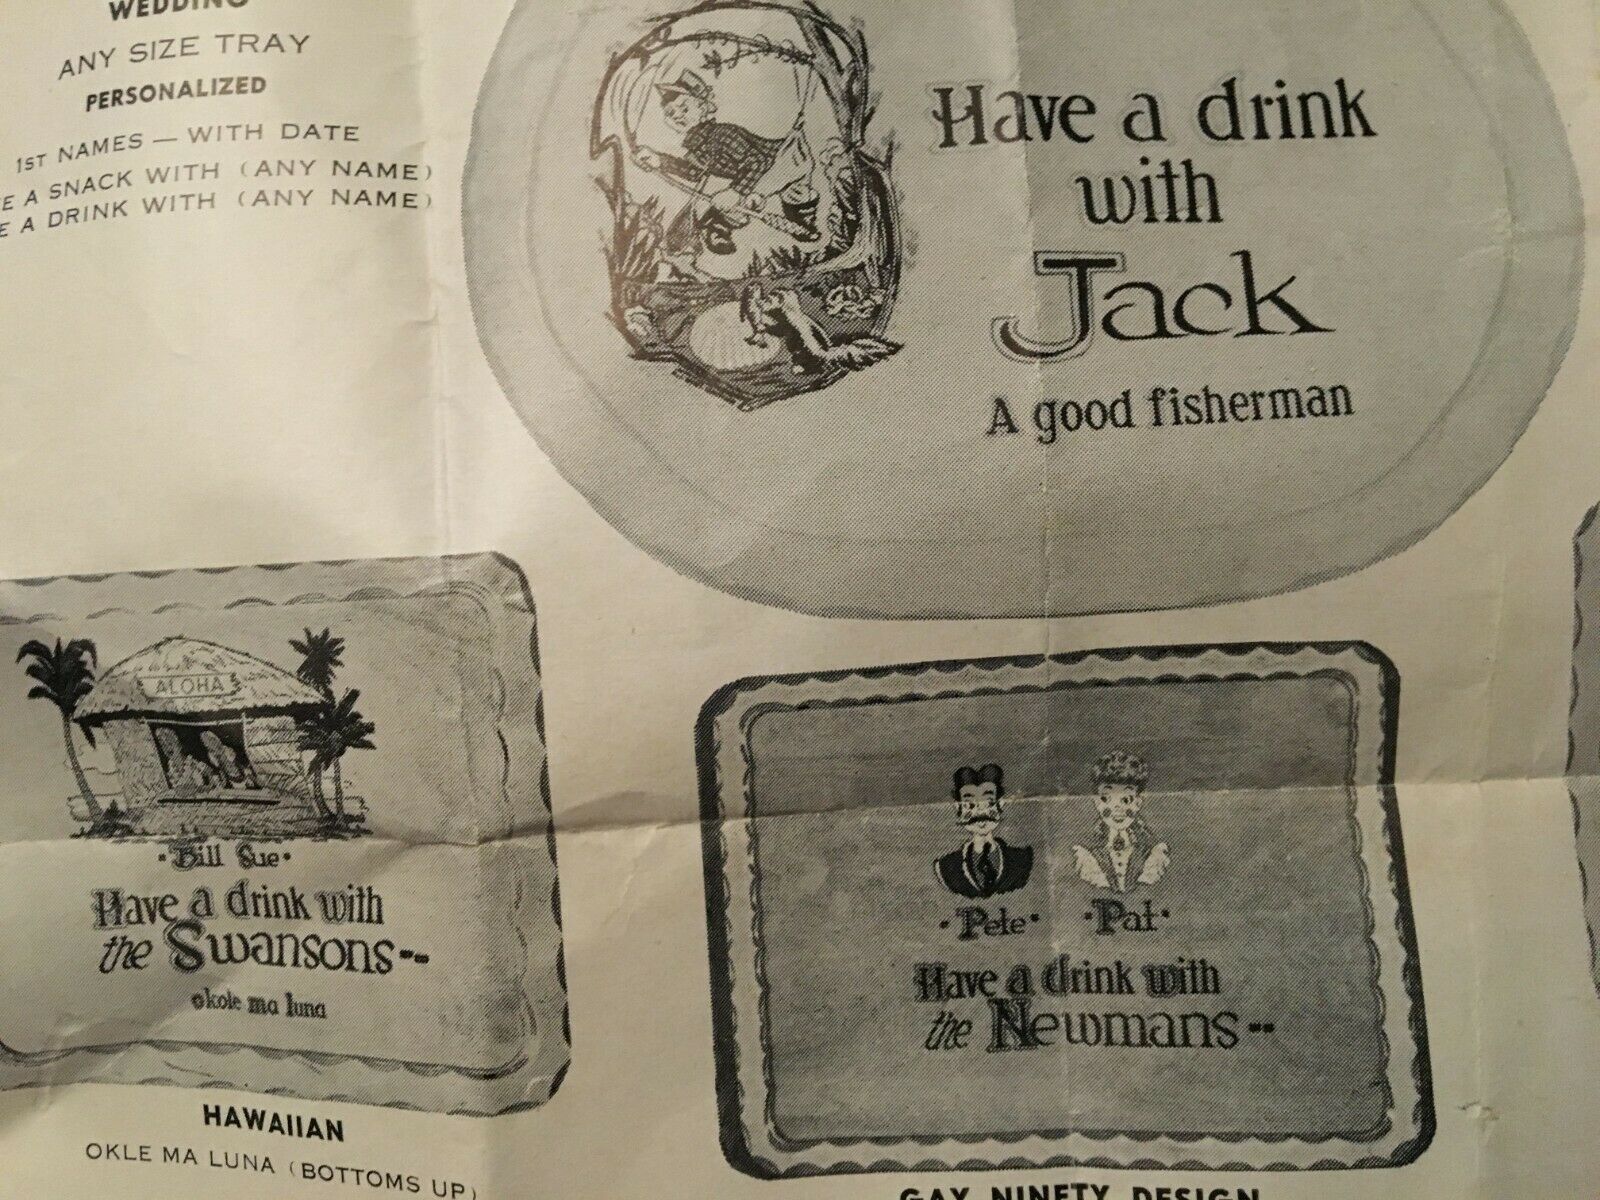 WEDDING
ANY SIZE TRAY
PERSONALIZED
1ST NAMES — WITH DATE
E A SNACK WITH (ANY NAME)
E A DRINK WITH (ANY NAME)
Have a drink
with
Jack
A good fisherman
ALOHA
• Bill Sue •
Have a drink with
the Swansons--
okole ma luna
HAWAIIAN
OKLE MA LUNA (BOTTOMS UP)
• Pete • • Pat •
Have a drink with
the Newmans--
GAY NINETY DESIGN